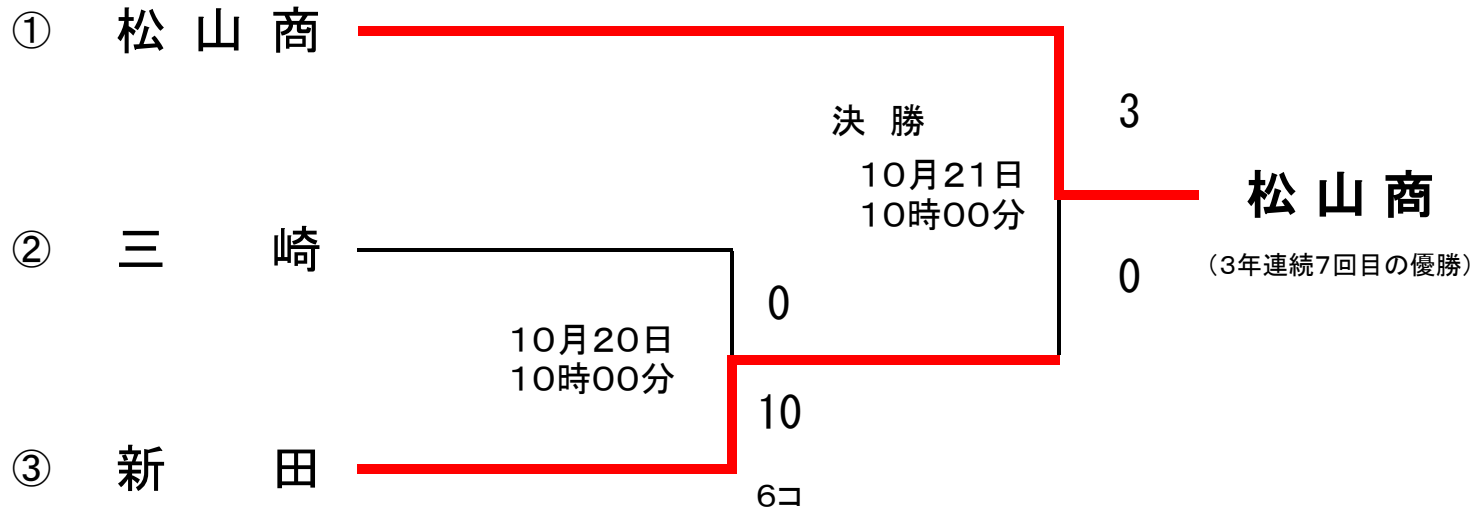 ① 松山商
3
決勝
10月21日
10時00分
松山商
② 三崎
(3年連続7回目の優勝)
0
0
10月20日
10時00分
10
③ 新田
6コ